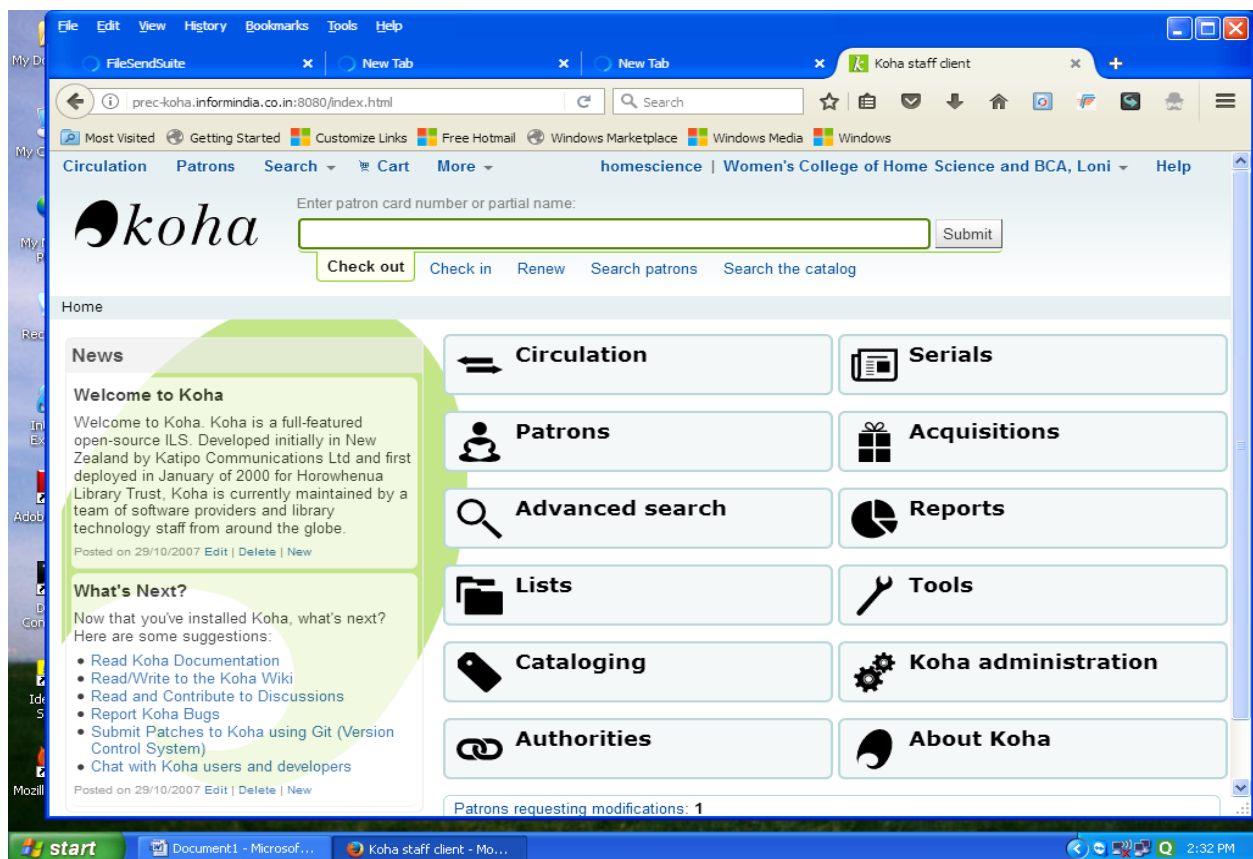 File Edit View History Bookmarks Tools Help
FileSendSuite New Tab New Tab Koha staff client
prec-koha.informindia.co.in:8080/index.html Search
Most Visited Getting Started Customize Links Free Hotmail Windows Marketplace Windows Media Windows
Circulation Patrons Search Cart More homescience | Women's College of Home Science and BCA, Loni Help
koha
Enter patron card number or partial name:
Submit
Check out Check in Renew Search patrons Search the catalog
Home
News
Welcome to Koha
Welcome to Koha. Koha is a full-featured
open-source ILS. Developed initially in New
Zealand by Katipo Communications Ltd and first
deployed in January of 2000 for Horowhenua
Library Trust, Koha is currently maintained by a
team of software providers and library
technology staff from around the globe.
Posted on 29/10/2007 Edit | Delete | New
What's Next?
Now that you've installed Koha, what's next?
Here are some suggestions:
Read Koha Documentation
Read/Write to the Koha Wiki
Read and Contribute to Discussions
Report Koha Bugs
Submit Patches to Koha using Git (Version
Control System)
Chat with Koha users and developers
Posted on 29/10/2007 Edit | Delete | New
Circulation Serials
Patrons Acquisitions
Advanced search Reports
Lists Tools
Cataloging Koha administration
Authorities About Koha
Patrons requesting modifications: 1
start Document1 - Microsof... Koha staff client - Mo... 2:32 PM